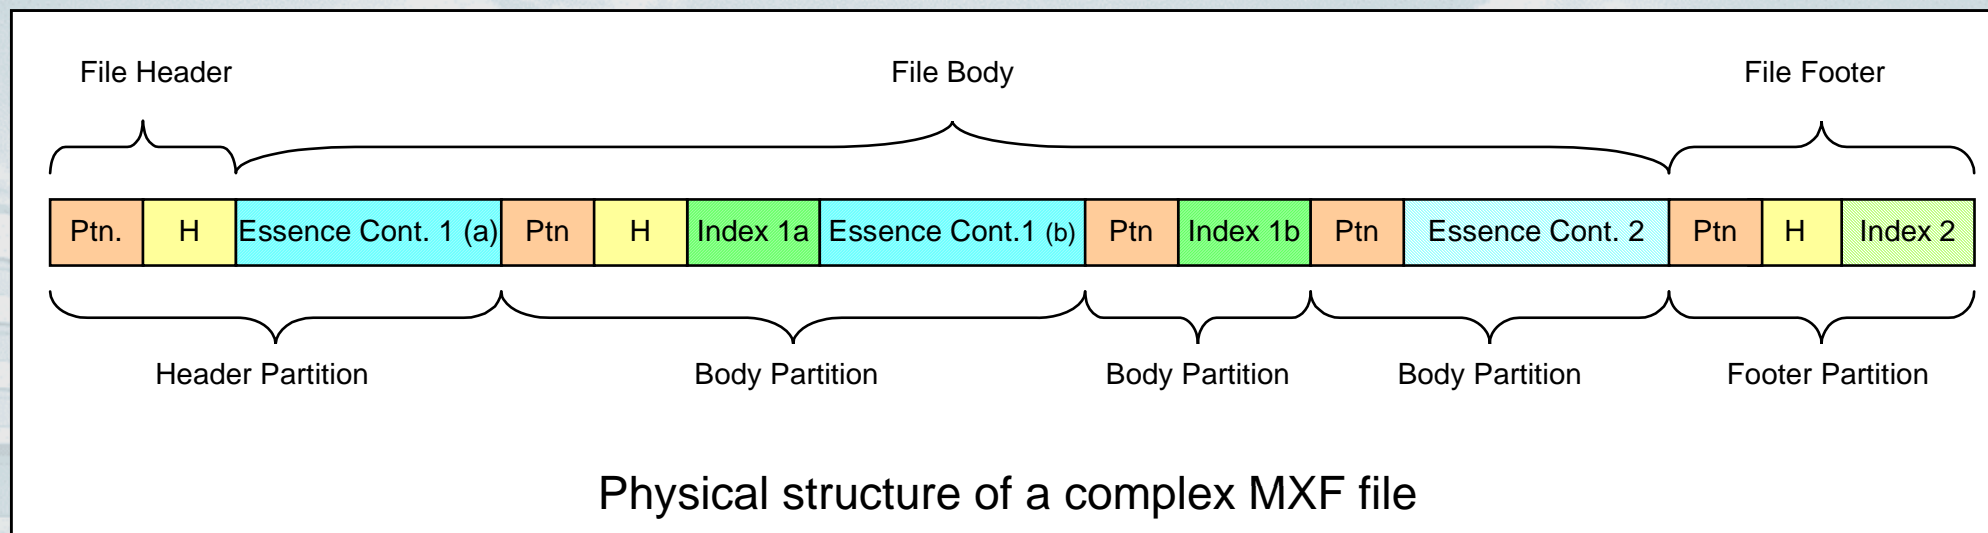 File Header File Body File Footer
Ptn. H Essence Cont. 1 (a) Ptn H Index 1a Essence Cont.1 (b) Ptn Index 1b Ptn Essence Cont. 2 Ptn H Index 2
Header Partition Body Partition Body Partition Body Partition Footer Partition
Physical structure of a complex MXF file